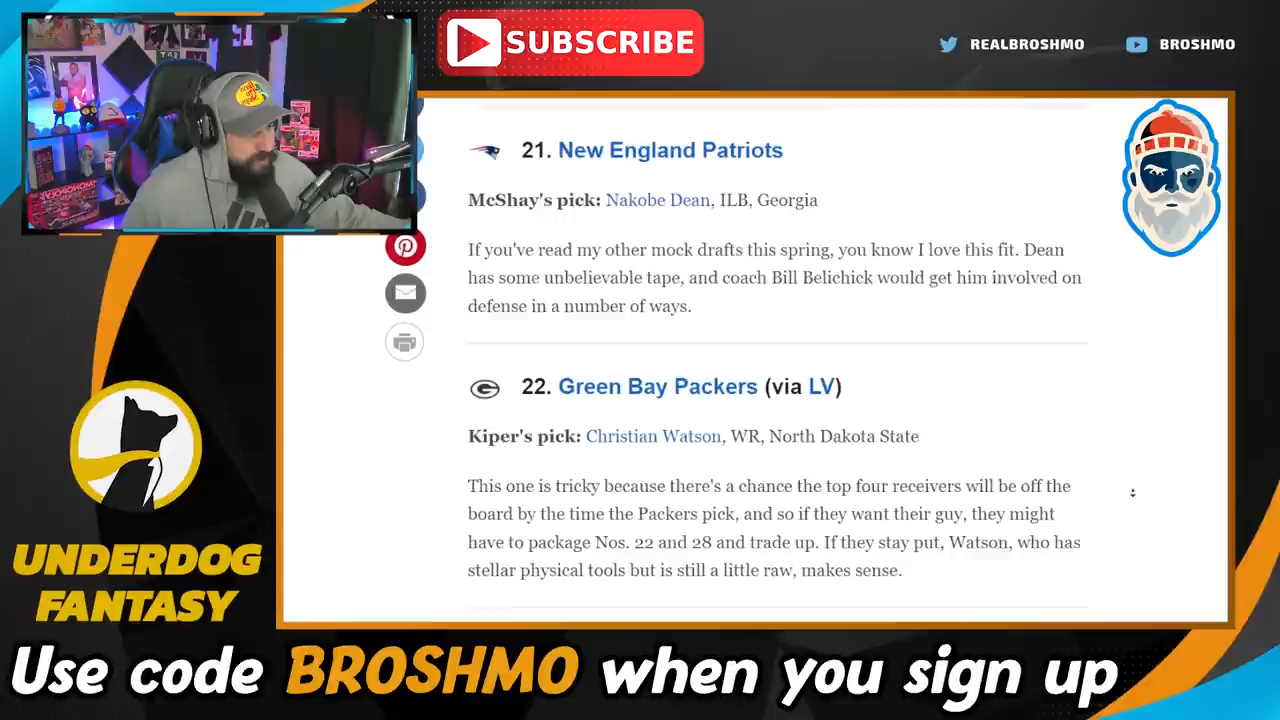 SUBSCRIBE
REALBROSHMO
BROSHMO
21. New England Patriots
McShay's pick: Nakobe Dean, ILB, Georgia
If you've read my other mock drafts this spring, you know I love this fit. Dean
has some unbelievable tape, and coach Bill Belichick would get him involved on
defense in a number of ways.
22. Green Bay Packers (via LV)
Kiper's pick: Christian Watson, WR, North Dakota State
This one is tricky because there's a chance the top four receivers will be off the
board by the time the Packers pick, and so if they want their guy, they might
have to package Nos. 22 and 28 and trade up. If they stay put, Watson, who has
stellar physical tools but is still a little raw, makes sense.
UNDERDOG
FANTASY
Use code BROSHMO when you sign up
MONOPOLY